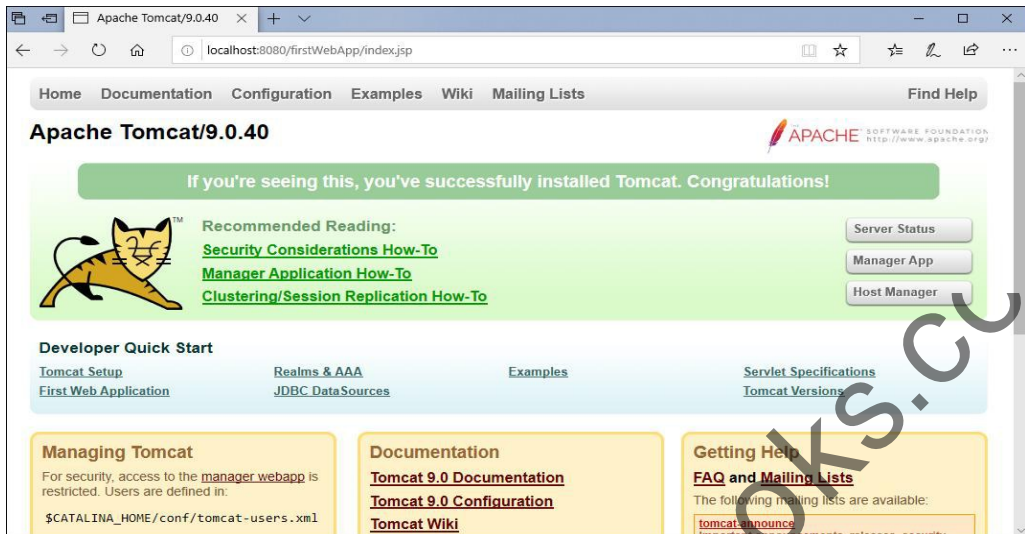 Apache Tomcat/9.0.40
localhost:8080/firstWebApp/index.jsp
Home Documentation Configuration Examples Wiki Mailing Lists Find Help
Apache Tomcat/9.0.40
APACHE SOFTWARE FOUNDATION
http://www.apache.org/
If you're seeing this, you've successfully installed Tomcat. Congratulations!
TM
Recommended Reading:
Security Considerations How-To
Manager Application How-To
Clustering/Session Replication How-To
Server Status
Manager App
Host Manager
Developer Quick Start
Tomcat Setup
First Web Application
Realms & AAA
JDBC DataSources
Examples
Servlet Specifications
Tomcat Versions
Managing Tomcat
For security, access to the manager webapp is
restricted. Users are defined in:
$CATALINA_HOME/conf/tomcat-users.xml
Documentation
Tomcat 9.0 Documentation
Tomcat 9.0 Configuration
Tomcat Wiki
Getting Help
FAQ and Mailing Lists
The following mailing lists are available:
tomcat-announce